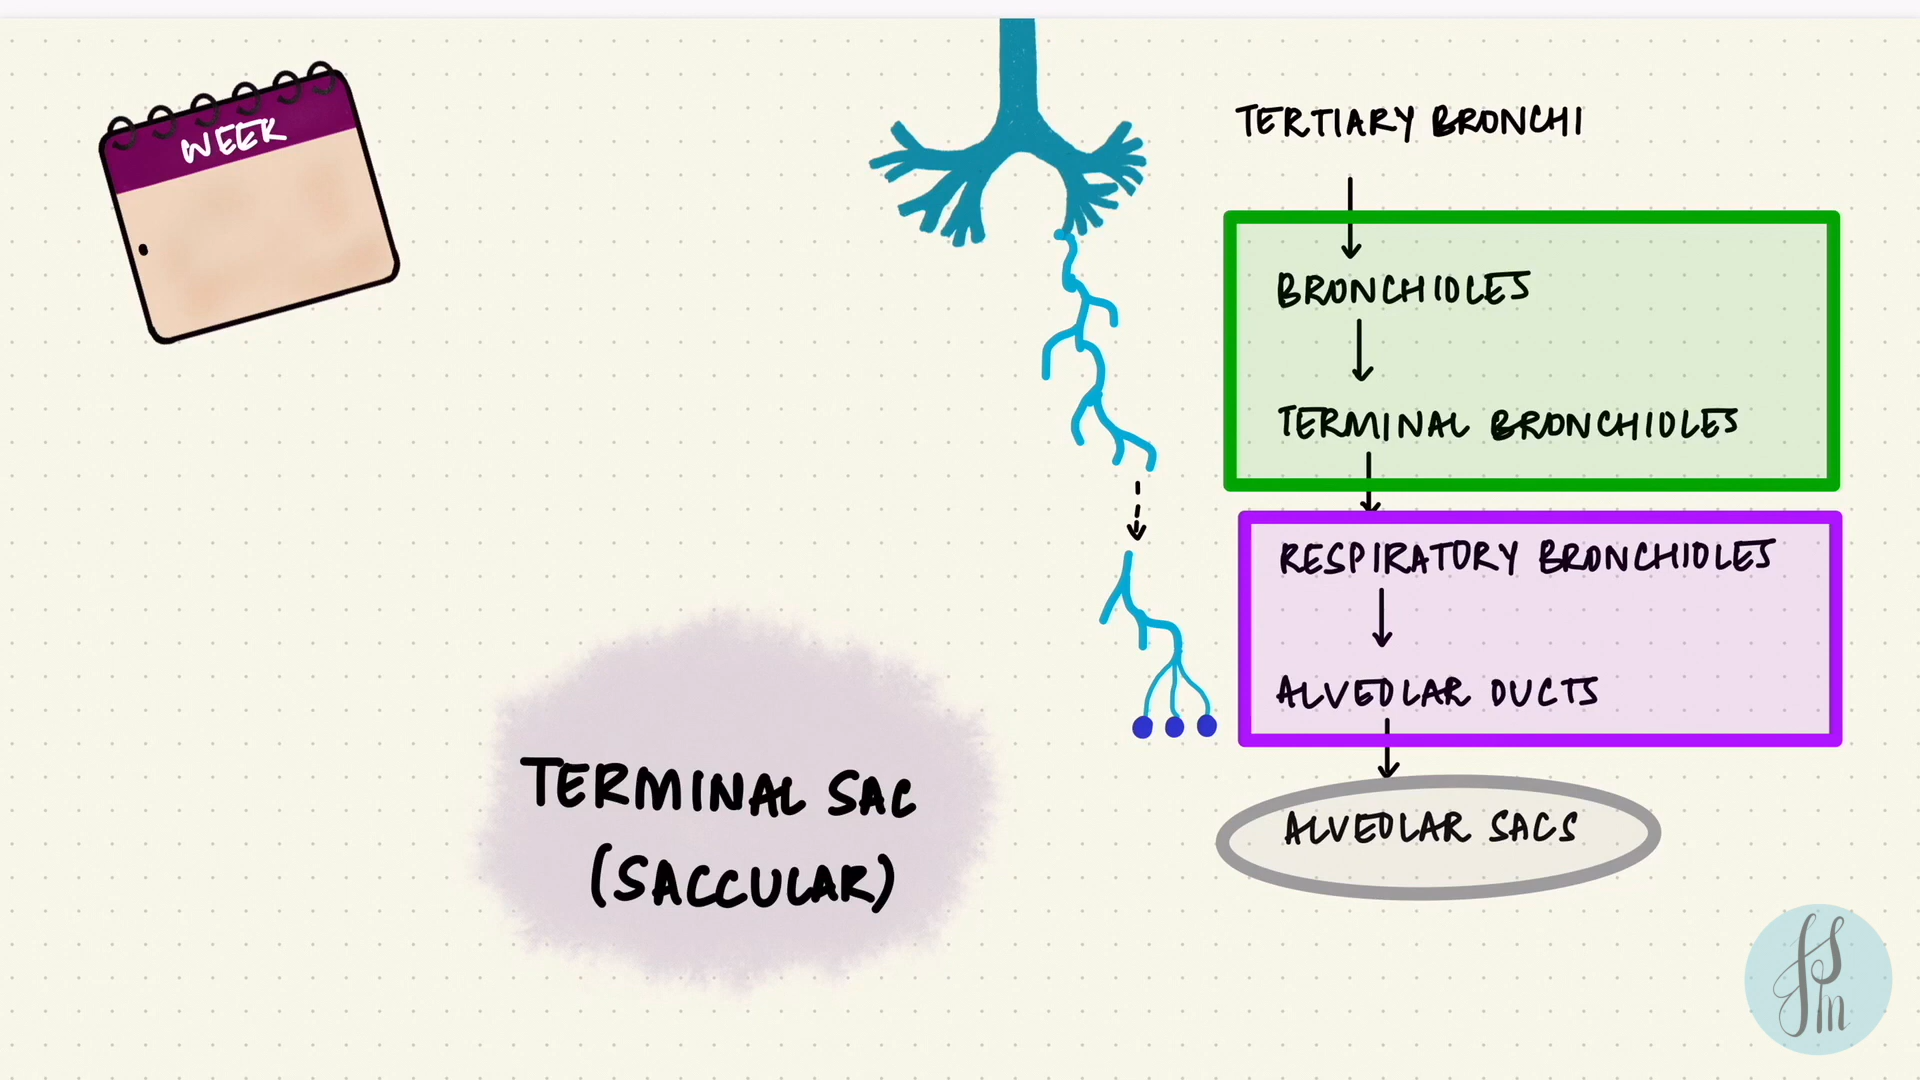 WEEK
TERTIARY BRONCHI
BRONCHIOLES
TERMINAL BRONCHIOLES
RESPIRATORY BRONCHIOLES
ALVEOLAR DUCTS
ALVEOLAR SACS
TERMINAL SAC
(SACCULAR)